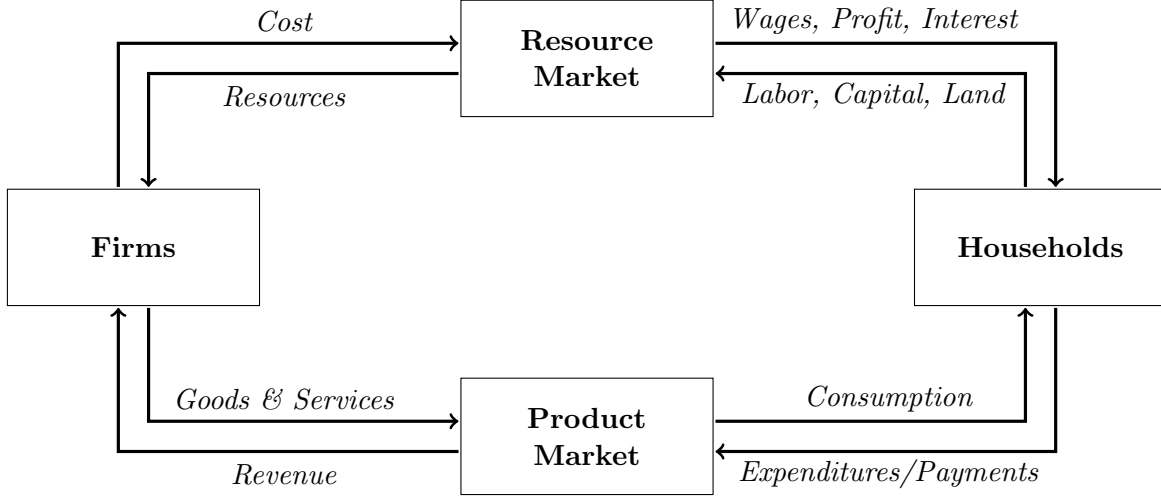 Cost
Resource
Market
Wages, Profit, Interest
Resources
Labor, Capital, Land
Firms
Households
Goods & Services
Product
Market
Consumption
Revenue
Expenditures/Payments